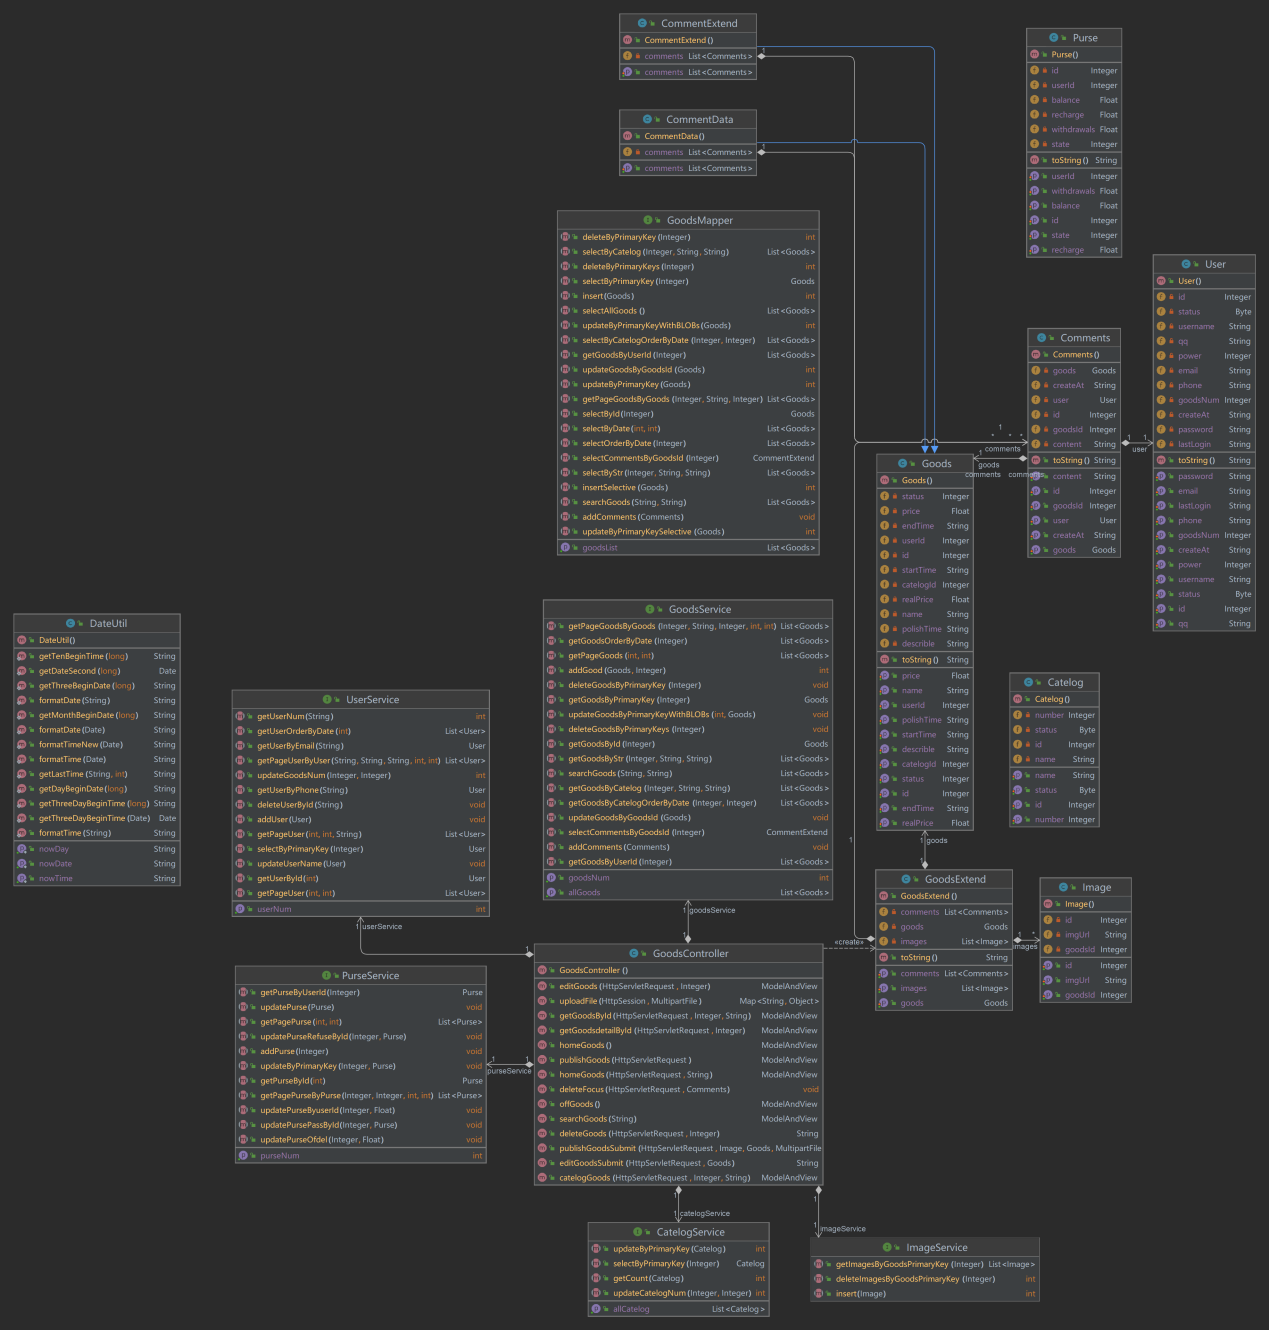 CommentExtend
CommentExtend()
comments List<Comments>
comments List<Comments>
CommentData
CommentData()
comments List<Comments>
comments List<Comments>
GoodsMapper
deleteByPrimaryKey(Integer) int
selectByCatelog(Integer, String, String) List<Goods>
deleteByPrimaryKeys(Integer) int
selectByPrimaryKey(Integer) Goods
insert(Goods) int
selectAllGoods() List<Goods>
updateByPrimaryKeyWithBLOBs(Goods) int
selectByCatelogOrderByDate(Integer, Integer) List<Goods>
getGoodsByUserId(Integer) List<Goods>
updateGoodsByGoodsId(Goods) int
updateByPrimaryKey(Goods) int
getPageGoodsByGoods(Integer, String, Integer) List<Goods>
selectById(Integer) Goods
selectByDate(int, int) List<Goods>
selectOrderByDate(Integer) List<Goods>
selectCommentsByGoodsId(Integer) CommentExtend
selectByStr(Integer, String, String) List<Goods>
insertSelective(Goods) int
searchGoods(String, String) List<Goods>
addComments(Comments) void
updateByPrimaryKeySelective(Goods) int
goodsList List<Goods>
Purse
Purse()
id Integer
userId Integer
balance Float
recharge Float
withdrawals Float
state Integer
toString() String
userId Integer
withdrawals Float
balance Float
id Integer
state Integer
recharge Float
User
User()
id Integer
status Byte
username String
qq String
power Integer
email String
phone String
goodsNum Integer
createAt String
password String
lastLogin String
toString() String
password String
email String
lastLogin String
phone String
goodsNum Integer
createAt String
power Integer
username String
status Byte
id Integer
qq String
Comments
Comments()
goods Goods
createAt String
user User
id Integer
goodsId Integer
content String
toString() String
content String
id Integer
goodsId Integer
user User
createAt String
goods Goods
1
1
1
* * *
comments
1 1
user
1
goods
comments
Goods
Goods()
status Integer
price Float
endTime String
userId Integer
id Integer
startTime String
catelogId Integer
realPrice Float
name String
polishTime String
describle String
toString() String
price Float
name String
userId Integer
polishTime String
startTime String
describle String
catelogId Integer
status Integer
id Integer
endTime String
realPrice Float
Catelog
Catelog()
number Integer
status Byte
id Integer
name String
name String
status Byte
id Integer
number Integer
1
1 goods
1
GoodsExtend
GoodsExtend()
comments List<Comments>
goods Goods
images List<Image>
toString() String
comments List<Comments>
images List<Image>
goods Goods
1 *
images
Image
Image()
id Integer
imgUrl String
goodsId Integer
id Integer
imgUrl String
goodsId Integer
DateUtil
DateUtil()
getTenBeginTime(long) String
getDateSecond(long) Date
getThreeBeginDate(long) String
formatDate(String) String
getMonthBeginDate(long) String
formatDate(Date) String
formatTimeNew(Date) String
formatTime(Date) String
getLastTime(String, int) String
getDayBeginDate(long) String
getThreeDayBeginTime(long) String
getThreeDayBeginTime(Date) Date
formatTime(String) String
nowDay String
nowDate String
nowTime String
UserService
getUserNum(String) int
getUserOrderByDate(int) List<User>
getUserByEmail(String) User
getPageUserByUser(String, String, String, int, int) List<User>
updateGoodsNum(Integer, Integer) int
getUserByPhone(String) User
deleteUserById(String) void
addUser(User) void
getPageUser(int, int, String) List<User>
selectByPrimaryKey(Integer) User
updateUserName(User) void
getUserById(int) User
getPageUser(int, int) List<User>
userNum int
GoodsService
getPageGoodsByGoods(Integer, String, Integer, int, int) List<Goods>
getGoodsOrderByDate(Integer) List<Goods>
getPageGoods(int, int) List<Goods>
addGood(Goods, Integer) int
deleteGoodsByPrimaryKey(Integer) void
getGoodsByPrimaryKey(Integer) Goods
updateGoodsByPrimaryKeyWithBLOBs(int, Goods) void
deleteGoodsByPrimaryKeys(Integer) void
getGoodsById(Integer) Goods
getGoodsByStr(Integer, String, String) List<Goods>
searchGoods(String, String) List<Goods>
getGoodsByCatelog(Integer, String, String) List<Goods>
getGoodsByCatelogOrderByDate(Integer, Integer) List<Goods>
updateGoodsByGoodsId(Goods) void
selectCommentsByGoodsId(Integer) CommentExtend
addComments(Comments) void
getGoodsByUserId(Integer) List<Goods>
goodsNum int
allGoods List<Goods>
1 userService
1
1 goodsService
1
PurseService
getPurseByUserId(Integer) Purse
updatePurse(Purse) void
getPagePurse(int, int) List<Purse>
updatePurseRefuseById(Integer, Purse) void
addPurse(Integer) void
updateByPrimaryKey(Integer, Purse) void
getPurseById(int) Purse
getPagePurseByPurse(Integer, Integer, int, int) List<Purse>
updatePurseByuserId(Integer, Float) void
updatePursePassById(Integer, Purse) void
updatePurseOfdel(Integer, Float) void
purseNum int
1 1
purseService
GoodsController
GoodsController()
editGoods(HttpServletRequest, Integer) ModelAndView
uploadFile(HttpSession, MultipartFile) Map<String, Object>
getGoodsById(HttpServletRequest, Integer, String) ModelAndView
getGoodsdetailById(HttpServletRequest, Integer) ModelAndView
homeGoods() ModelAndView
publishGoods(HttpServletRequest) ModelAndView
homeGoods(HttpServletRequest, String) ModelAndView
deleteFocus(HttpServletRequest, Comments) void
offGoods() ModelAndView
searchGoods(String) ModelAndView
deleteGoods(HttpServletRequest, Integer) String
publishGoodsSubmit(HttpServletRequest, Image, Goods, MultipartFile
editGoodsSubmit(HttpServletRequest, Goods) String
catelogGoods(HttpServletRequest, Integer, String) ModelAndView
«create»
1
1 catelogService
1
1 imageService
CatelogService
updateByPrimaryKey(Catelog) int
selectByPrimaryKey(Integer) Catelog
getCount(Catelog) int
updateCatelogNum(Integer, Integer) int
allCatelog List<Catelog>
ImageService
getImagesByGoodsPrimaryKey(Integer) List<Image>
deleteImagesByGoodsPrimaryKey(Integer) int
insert(Image) int